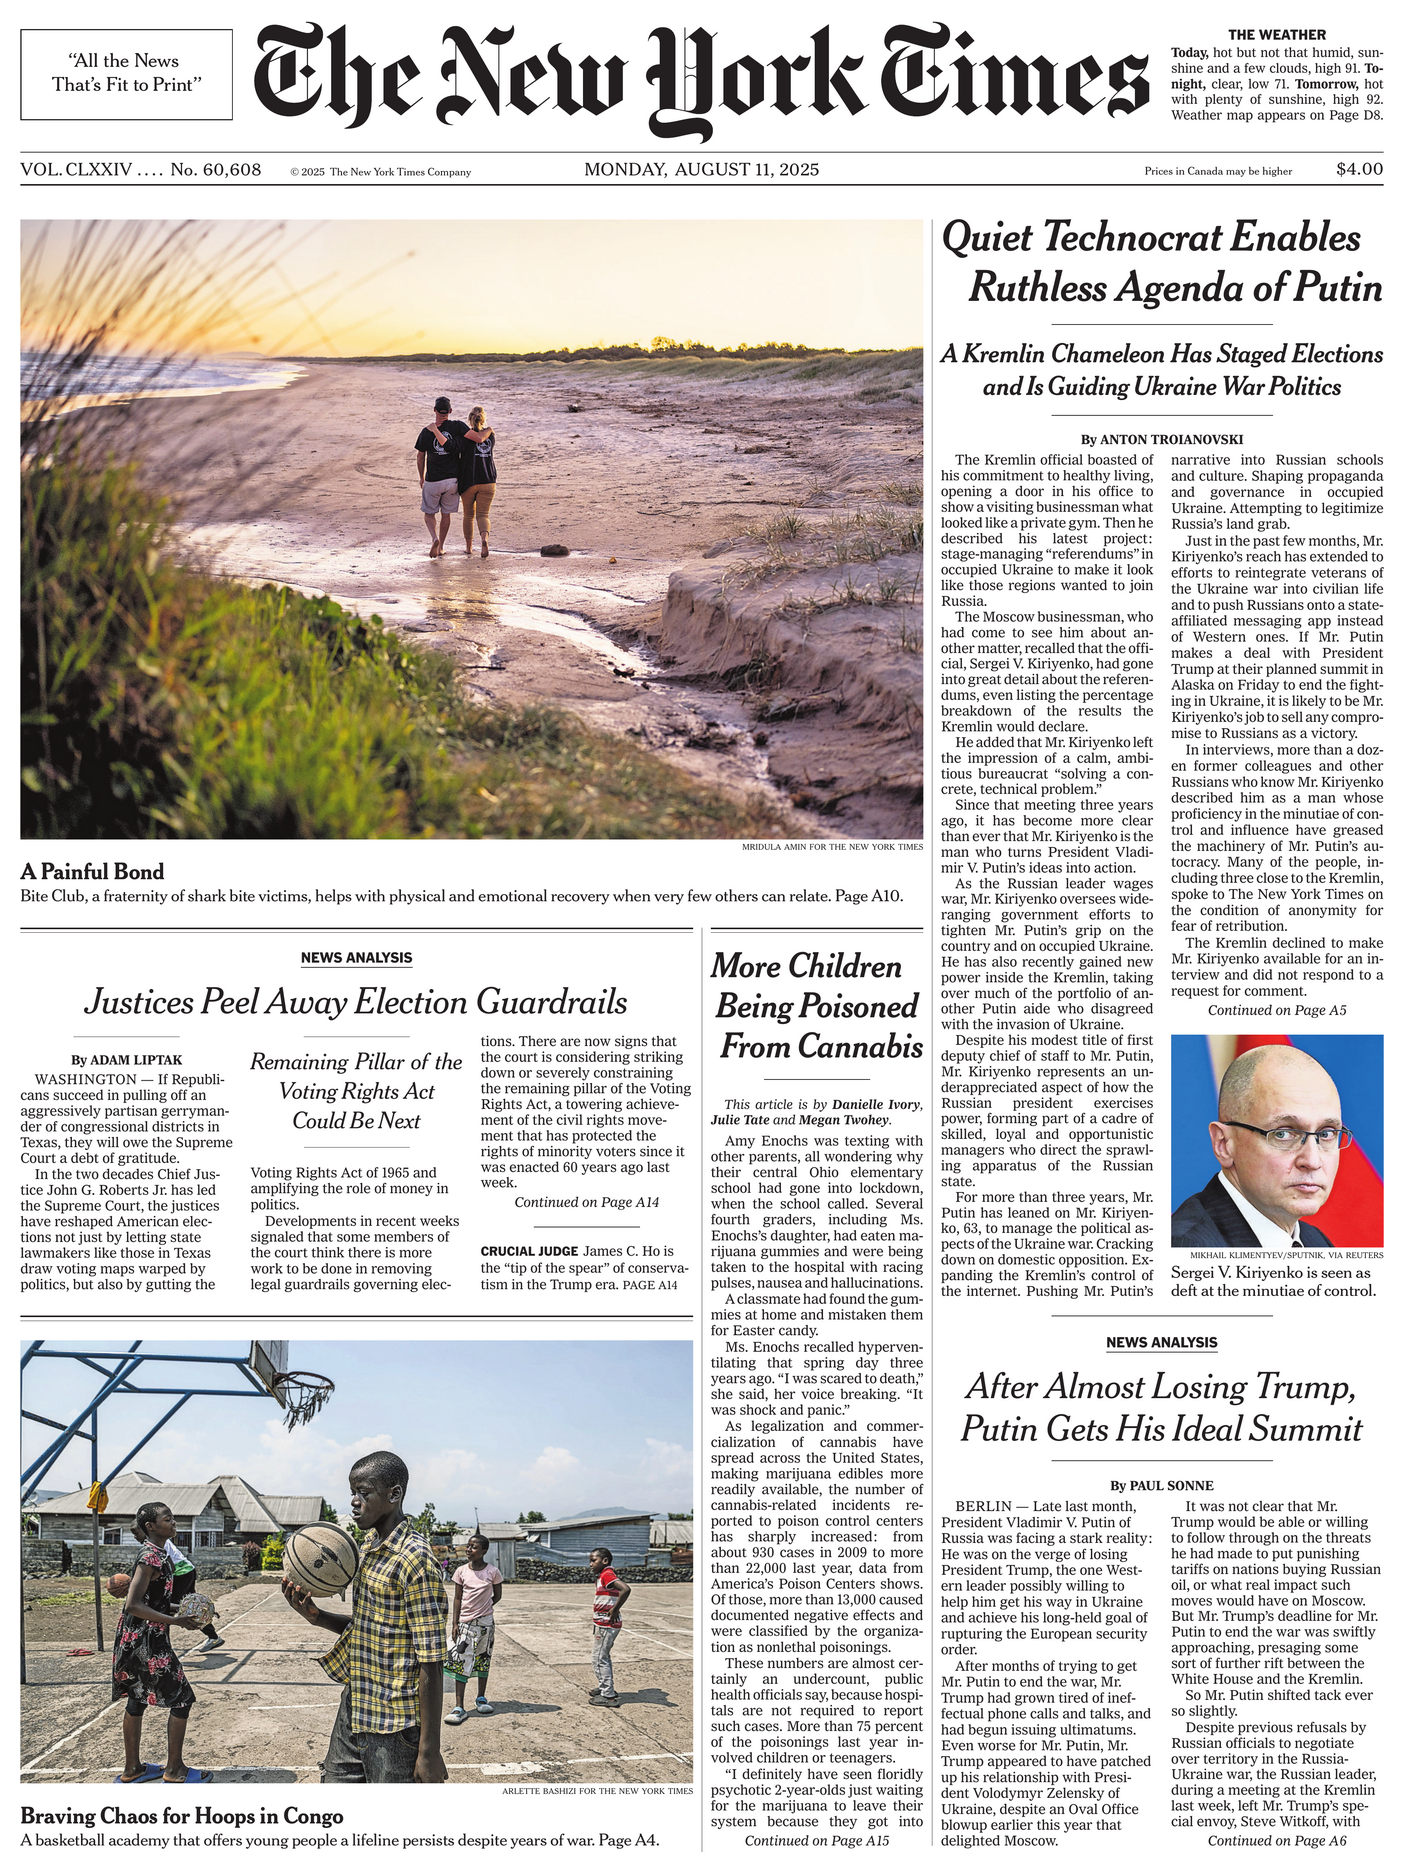 "All the News
That's Fit to Print"
The New York Times
THE WEATHER
Today, hot but not that humid, sun-
shine and a few clouds, high 91. To-
night, clear, low 71. Tomorrow, hot
with plenty of sunshine, high 92.
Weather map appears on Page D8.
VOL. CLXXIV .... No. 60,608
© 2025 The New York Times Company
MONDAY, AUGUST 11, 2025
Prices in Canada may be higher
$4.00
MRIDULA AMIN FOR THE NEW YORK TIMES
A Painful Bond
Bite Club, a fraternity of shark bite victims, helps with physical and emotional recovery when very few others can relate. Page A10.
Quiet Technocrat Enables
Ruthless Agenda of Putin
A Kremlin Chameleon Has Staged Elections
and Is Guiding Ukraine War Politics
By ANTON TROIANOVSKI
The Kremlin official boasted of
his commitment to healthy living,
opening a door in his office to
show a visiting businessman what
looked like a private gym. Then he
described his latest project:
stage-managing "referendums" in
occupied Ukraine to make it look
like those regions wanted to join
Russia.
The Moscow businessman, who
had come to see him about an-
other matter, recalled that the offi-
cial, Sergei V. Kiriyenko, had gone
into great detail about the referen-
dums, even listing the percentage
breakdown of the results the
Kremlin would declare.
He added that Mr. Kiriyenko left
the impression of a calm, ambi-
tious bureaucrat "solving a con-
crete, technical problem."
Since that meeting three years
ago, it has become more clear
than ever that Mr. Kiriyenko is the
man who turns President Vladi-
mir V. Putin's ideas into action.
As the Russian leader wages
war, Mr. Kiriyenko oversees wide-
ranging government efforts to
tighten Mr. Putin's grip on the
country and on occupied Ukraine.
He has also recently gained new
power inside the Kremlin, taking
over much of the portfolio of an-
other Putin aide who disagreed
with the invasion of Ukraine.
Despite his modest title of first
deputy chief of staff to Mr. Putin,
Mr. Kiriyenko represents an un-
derappreciated aspect of how the
Russian president exercises
power, forming part of a cadre of
skilled, loyal and opportunistic
managers who direct the sprawl-
ing apparatus of the Russian
state.
For more than three years, Mr.
Putin has leaned on Mr. Kiriyen-
ko, 63, to manage the political as-
pects of the Ukraine war. Cracking
down on domestic opposition. Ex-
panding the Kremlin's control of
the internet. Pushing Mr. Putin's
narrative into Russian schools
and culture. Shaping propaganda
and governance in occupied
Ukraine. Attempting to legitimize
Russia's land grab.
Just in the past few months, Mr.
Kiriyenko's reach has extended to
efforts to reintegrate veterans of
the Ukraine war into civilian life
and to push Russians onto a state-
affiliated messaging app instead
of Western ones. If Mr. Putin
makes a deal with President
Trump at their planned summit in
Alaska on Friday to end the fight-
ing in Ukraine, it is likely to be Mr.
Kiriyenko's job to sell any compro-
mise to Russians as a victory.
In interviews, more than a doz-
en former colleagues and other
Russians who know Mr. Kiriyenko
described him as a man whose
proficiency in the minutiae of con-
trol and influence have greased
the machinery of Mr. Putin's au-
tocracy. Many of the people, in-
cluding three close to the Kremlin,
spoke to The New York Times on
the condition of anonymity for
fear of retribution.
The Kremlin declined to make
Mr. Kiriyenko available for an in-
terview and did not respond to a
request for comment.
Continued on Page A5
MIKHAIL KLIMENTYEV/SPUTNIK, VIA REUTERS
Sergei V. Kiriyenko is seen as
deft at the minutiae of control.
NEWS ANALYSIS
Justices Peel Away Election Guardrails
By ADAM LIPTAK
WASHINGTON — If Republi-
cans succeed in pulling off an
aggressively partisan gerryman-
der of congressional districts in
Texas, they will owe the Supreme
Court a debt of gratitude.
In the two decades Chief Jus-
tice John G. Roberts Jr. has led
the Supreme Court, the justices
have reshaped American elec-
tions not just by letting state
lawmakers like those in Texas
draw voting maps warped by
politics, but also by gutting the
Remaining Pillar of the
Voting Rights Act
Could Be Next
Voting Rights Act of 1965 and
amplifying the role of money in
politics.
Developments in recent weeks
signaled that some members of
the court think there is more
work to be done in removing
legal guardrails governing elec-
tions. There are now signs that
the court is considering striking
down or severely constraining
the remaining pillar of the Voting
Rights Act, a towering achieve-
ment of the civil rights move-
ment that has protected the
rights of minority voters since it
was enacted 60 years ago last
week.
Continued on Page A14
CRUCIAL JUDGE James C. Ho is
the "tip of the spear" of conserva-
tism in the Trump era. PAGE A14
More Children
Being Poisoned
From Cannabis
This article is by Danielle Ivory,
Julie Tate and Megan Twohey.
Amy Enochs was texting with
other parents, all wondering why
their central Ohio elementary
school had gone into lockdown,
when the school called. Several
fourth graders, including Ms.
Enochs's daughter, had eaten ma-
rijuana gummies and were being
taken to the hospital with racing
pulses, nausea and hallucinations.
A classmate had found the gum-
mies at home and mistaken them
for Easter candy.
Ms. Enochs recalled hyperven-
tilating that spring day three
years ago. "I was scared to death,"
she said, her voice breaking. "It
was shock and panic."
As legalization and commer-
cialization of cannabis have
spread across the United States,
making marijuana edibles more
readily available, the number of
cannabis-related incidents re-
ported to poison control centers
has sharply increased: from
about 930 cases in 2009 to more
than 22,000 last year, data from
America's Poison Centers shows.
Of those, more than 13,000 caused
documented negative effects and
were classified by the organiza-
tion as nonlethal poisonings.
These numbers are almost cer-
tainly an undercount, public
health officials say, because hospi-
tals are not required to report
such cases. More than 75 percent
of the poisonings last year in-
volved children or teenagers.
"I definitely have seen floridly
psychotic 2-year-olds just waiting
for the marijuana to leave their
system because they got into
Continued on Page A15
ARLETTE BASHIZI FOR THE NEW YORK TIMES
Braving Chaos for Hoops in Congo
A basketball academy that offers young people a lifeline persists despite years of war. Page A4.
NEWS ANALYSIS
After Almost Losing Trump,
Putin Gets His Ideal Summit
By PAUL SONNE
BERLIN — Late last month,
President Vladimir V. Putin of
Russia was facing a stark reality:
He was on the verge of losing
President Trump, the one West-
ern leader possibly willing to
help him get his way in Ukraine
and achieve his long-held goal of
rupturing the European security
order.
After months of trying to get
Mr. Putin to end the war, Mr.
Trump had grown tired of inef-
fectual phone calls and talks, and
had begun issuing ultimatums.
Even worse for Mr. Putin, Mr.
Trump appeared to have patched
up his relationship with Presi-
dent Volodymyr Zelensky of
Ukraine, despite an Oval Office
blowup earlier this year that
delighted Moscow.
It was not clear that Mr.
Trump would be able or willing
to follow through on the threats
he had made to put punishing
tariffs on nations buying Russian
oil, or what real impact such
moves would have on Moscow.
But Mr. Trump's deadline for Mr.
Putin to end the war was swiftly
approaching, presaging some
sort of further rift between the
White House and the Kremlin.
So Mr. Putin shifted tack ever
so slightly.
Despite previous refusals by
Russian officials to negotiate
over territory in the Russia-
Ukraine war, the Russian leader,
during a meeting at the Kremlin
last week, left Mr. Trump's spe-
cial envoy, Steve Witkoff, with
Continued on Page A6